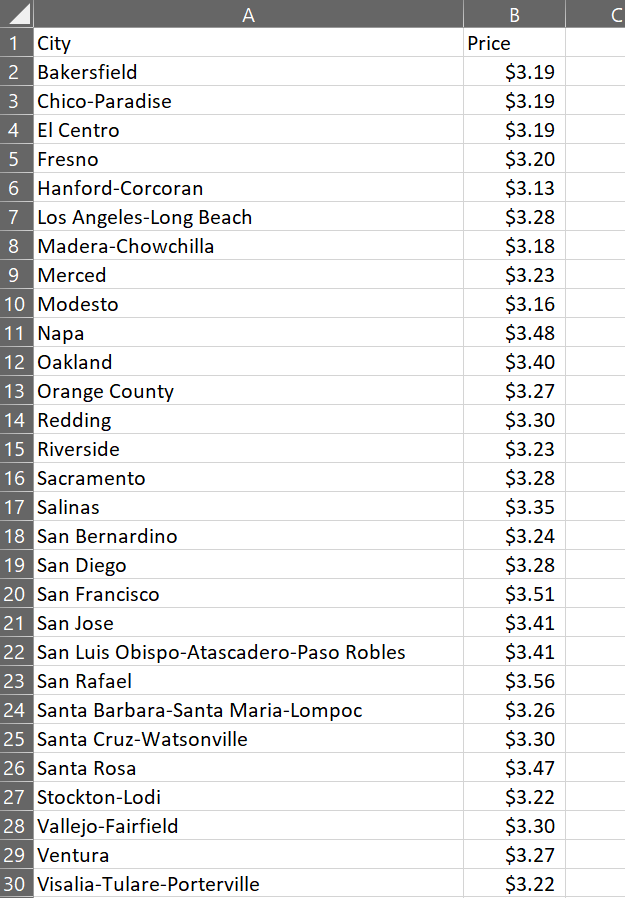 A B C
1 City Price
2 Bakersfield $3.19
3 Chico-Paradise $3.19
4 El Centro $3.19
5 Fresno $3.20
6 Hanford-Corcoran $3.13
7 Los Angeles-Long Beach $3.28
8 Madera-Chowchilla $3.18
9 Merced $3.23
10 Modesto $3.16
11 Napa $3.48
12 Oakland $3.40
13 Orange County $3.27
14 Redding $3.30
15 Riverside $3.23
16 Sacramento $3.28
17 Salinas $3.35
18 San Bernardino $3.24
19 San Diego $3.28
20 San Francisco $3.51
21 San Jose $3.41
22 San Luis Obispo-Atascadero-Paso Robles $3.41
23 San Rafael $3.56
24 Santa Barbara-Santa Maria-Lompoc $3.26
25 Santa Cruz-Watsonville $3.30
26 Santa Rosa $3.47
27 Stockton-Lodi $3.22
28 Vallejo-Fairfield $3.30
29 Ventura $3.27
30 Visalia-Tulare-Porterville $3.22